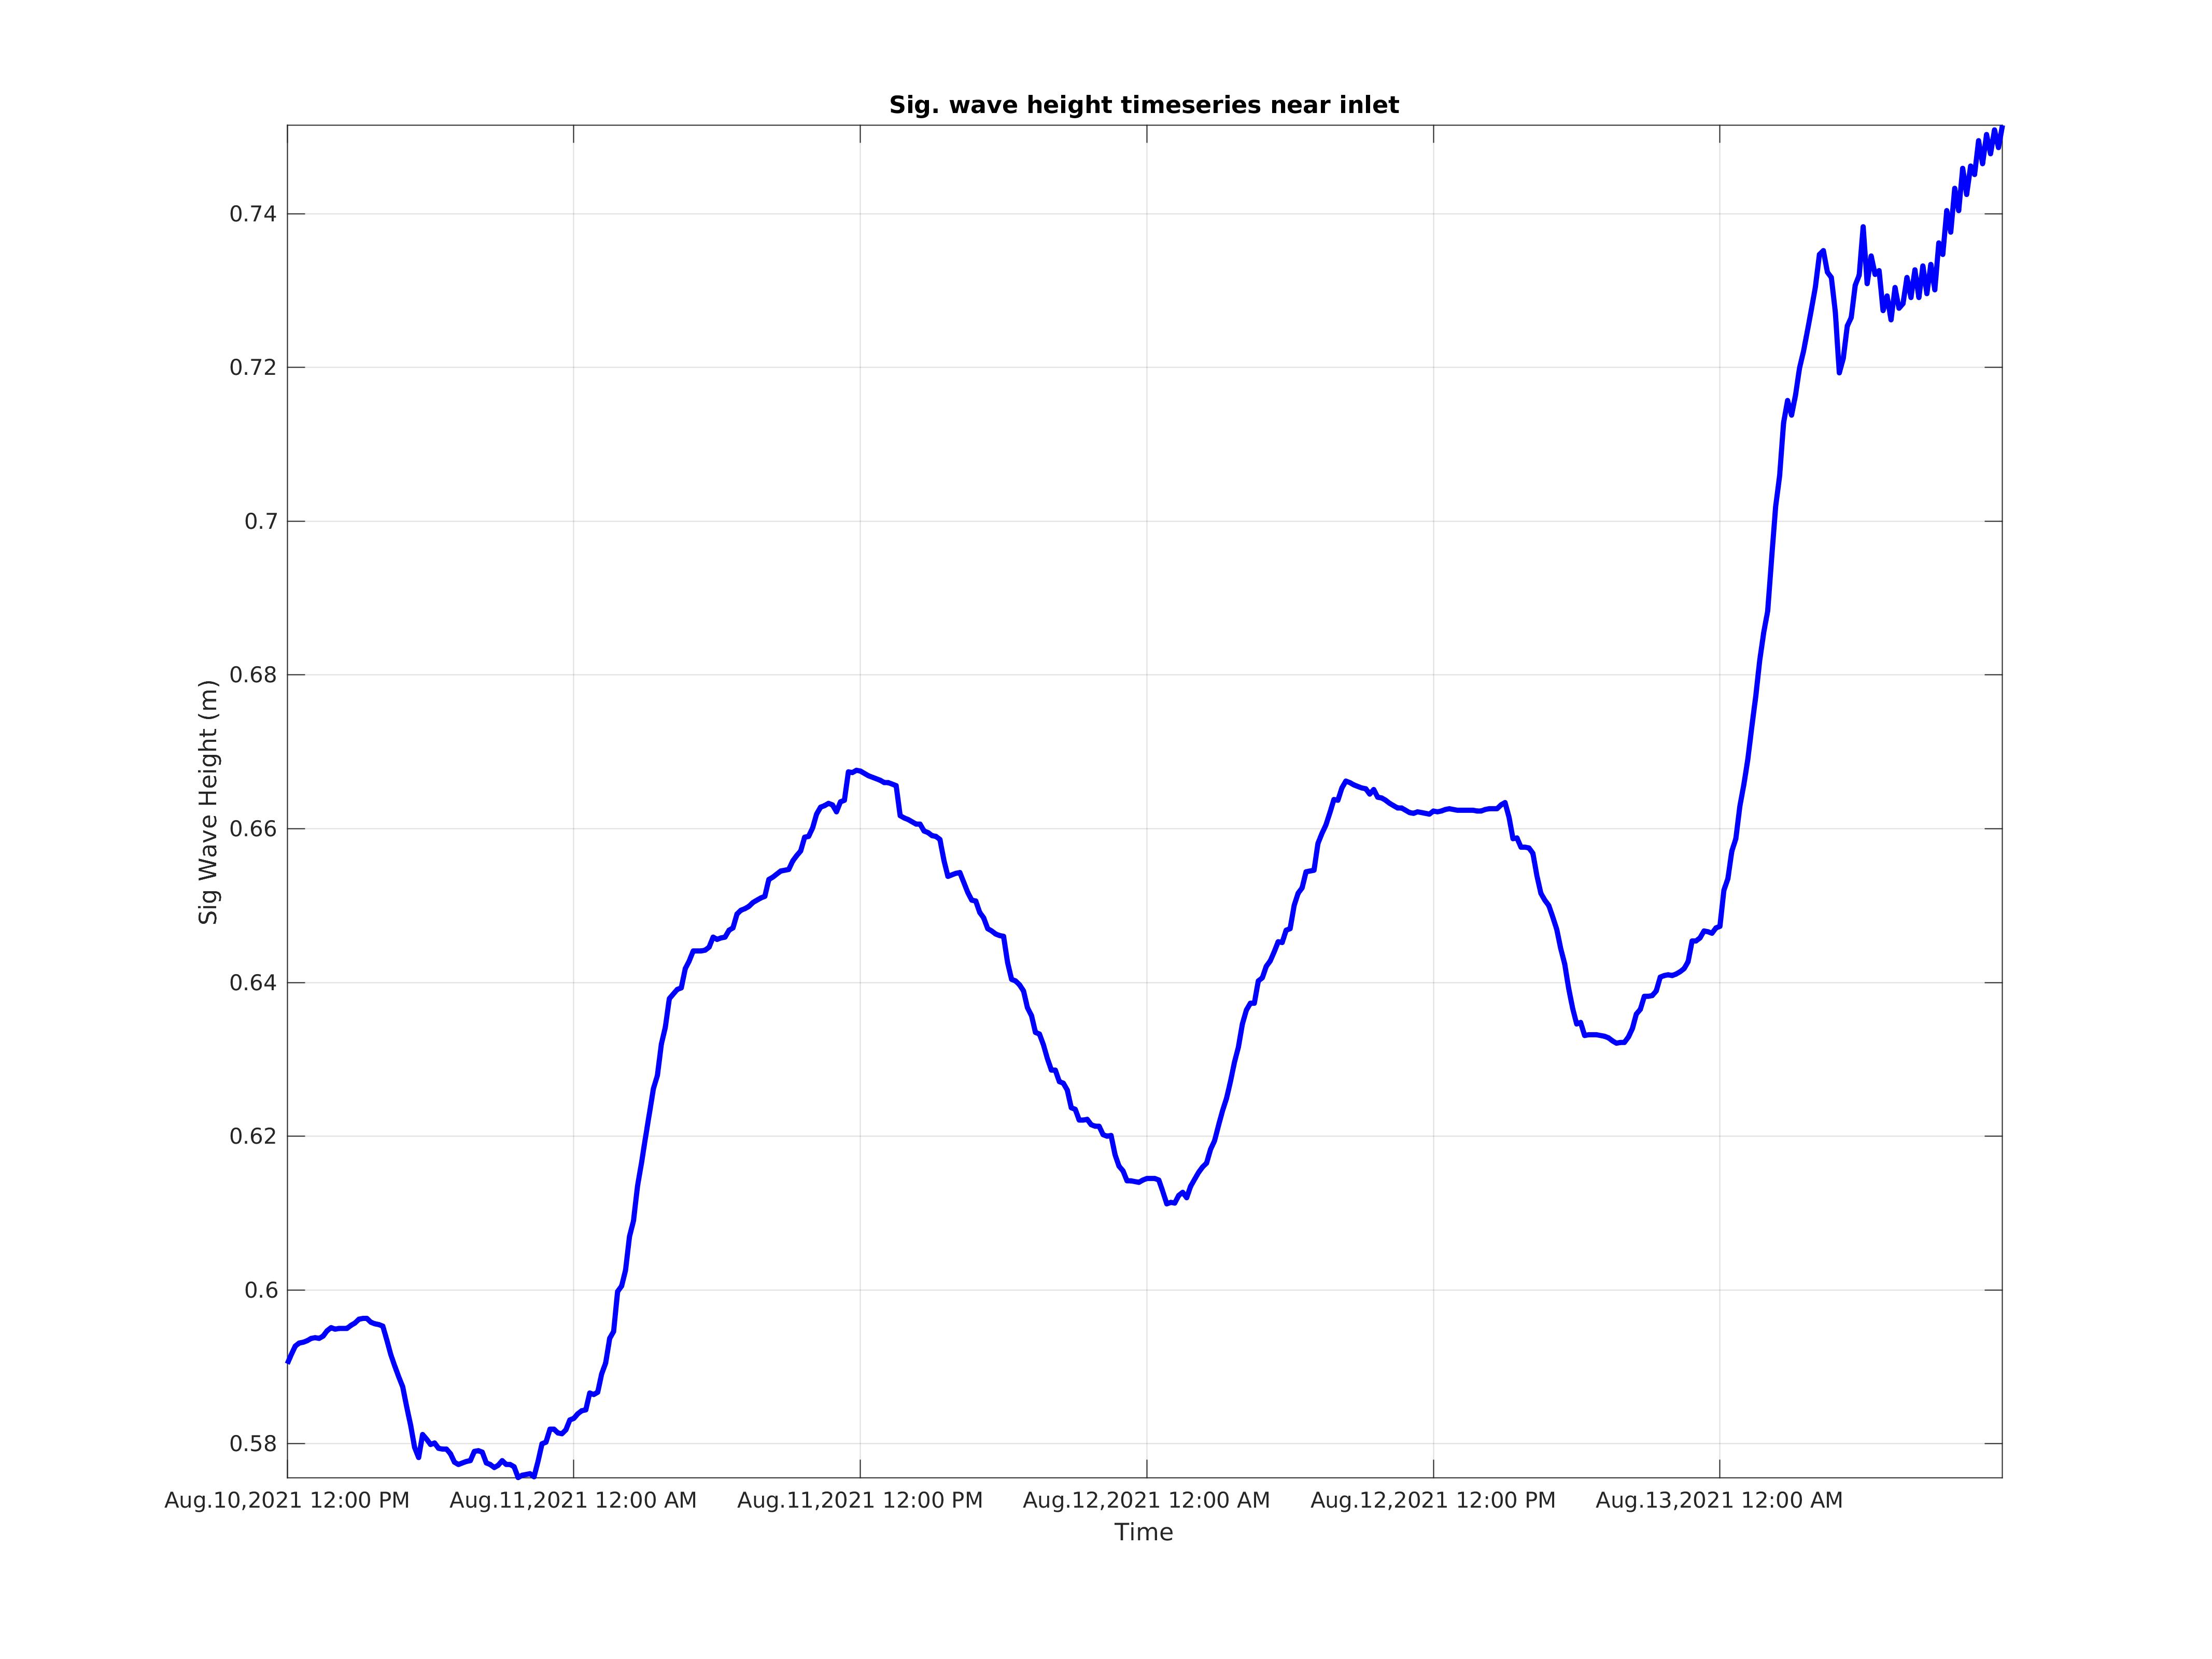 Sig. wave height timeseries near inlet
Sig Wave Height (m)
0.74
0.72
0.7
0.68
0.66
0.64
0.62
0.6
0.58
Aug.10,2021 12:00 PM
Aug.11,2021 12:00 AM
Aug.11,2021 12:00 PM
Aug.12,2021 12:00 AM
Aug.12,2021 12:00 PM
Aug.13,2021 12:00 AM
Time